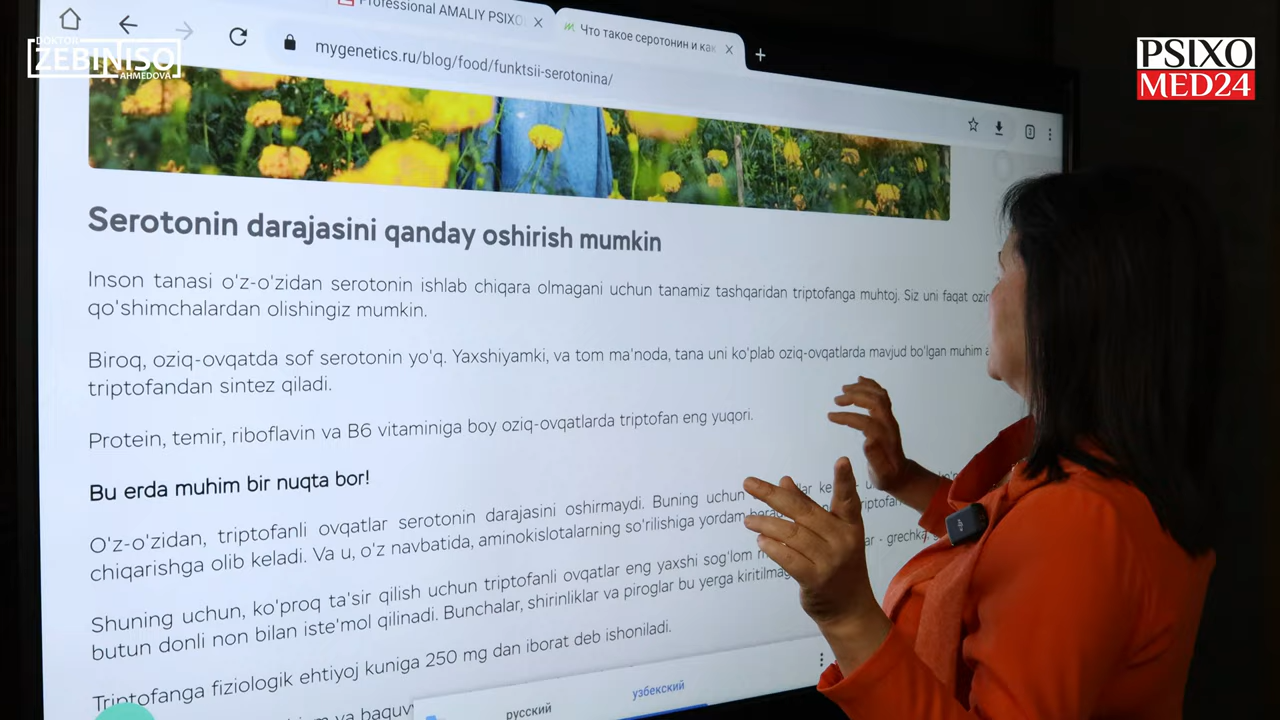 DOKTOR
ZEBINISO
AHMEDOVA
PSIXO
MED24
Professional AMALIY PSIXO
Что такое серотонин и как
mygenetics.ru/blog/food/funktsii-serotonina/
Serotonin darajasini qanday oshirish mumkin
Inson tanasi o'z-o'zidan serotonin ishlab chiqara olmagani uchun tanamiz tashqaridan triptofanga muhtoj. Siz uni faqat
qo'shimchalardan olishingiz mumkin.
Biroq, oziq-ovqatda sof serotonin yo'q. Yaxshiyamki, va tom ma'noda, tana uni ko'plab oziq-ovqatlarda mavjud bo'lgan muhim
triptofandan sintez qiladi.
Protein, temir, riboflavin va B6 vitaminiga boy oziq-ovqatlarda triptofan eng yuqori.
Bu erda muhim bir nuqta bor!
O'z-o'zidan, triptofanli ovqatlar serotonin darajasini oshirmaydi. Buning uchun
chiqarishga olib keladi. Va u, o'z navbatida, aminokislotalarning so'rilishiga yordam
Shuning uchun, ko'proq ta'sir qilish uchun triptofanli ovqatlar eng yaxshi sog'lom - grechka,
butun donli non bilan iste'mol qilinadi. Bunchalar, shirinliklar va piroglar bu yerga
Triptofanga fiziologik ehtiyoj kuniga 250 mg dan iborat deb ishoniladi.
va
русский
узбекский